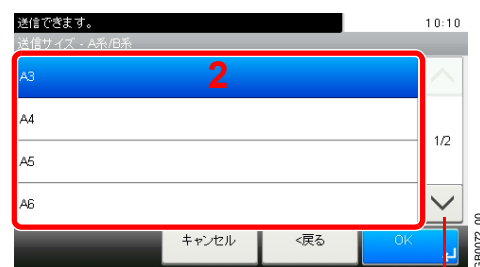 送信できます。 10:10
送信サイズ - A系/B系
A3
2
A4
1/2
A5
A6
キャンセル
<戻る
OK
GB0072_00